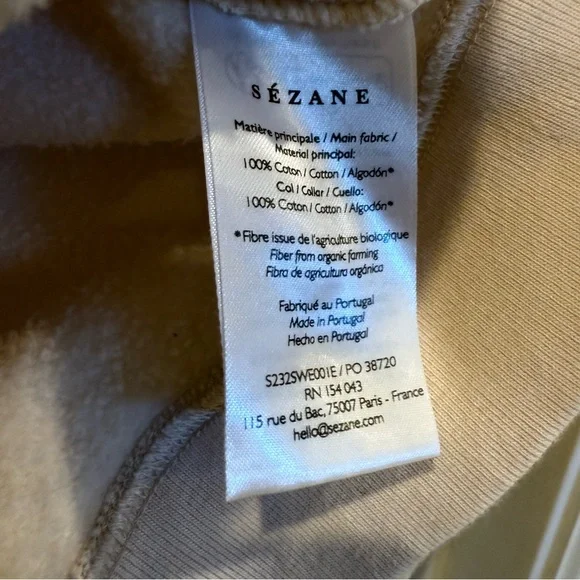 SÉZANE
Matière principale / Main fabric /
Material principal:
100% Coton / Cotton / Algodón*
Col / Collar / Cuello:
100% Coton / Cotton / Algodón*
*Fibre issue de l'agriculture biologique
Fiber from organic farming
Fibra de agricultura orgánica
Fabriqué au Portugal
Made in Portugal
Hecho en Portugal
S232SWE001E / PO 38720
RN 154 043
115 rue du Bac, 75007 Paris - France
hello@sezane.com